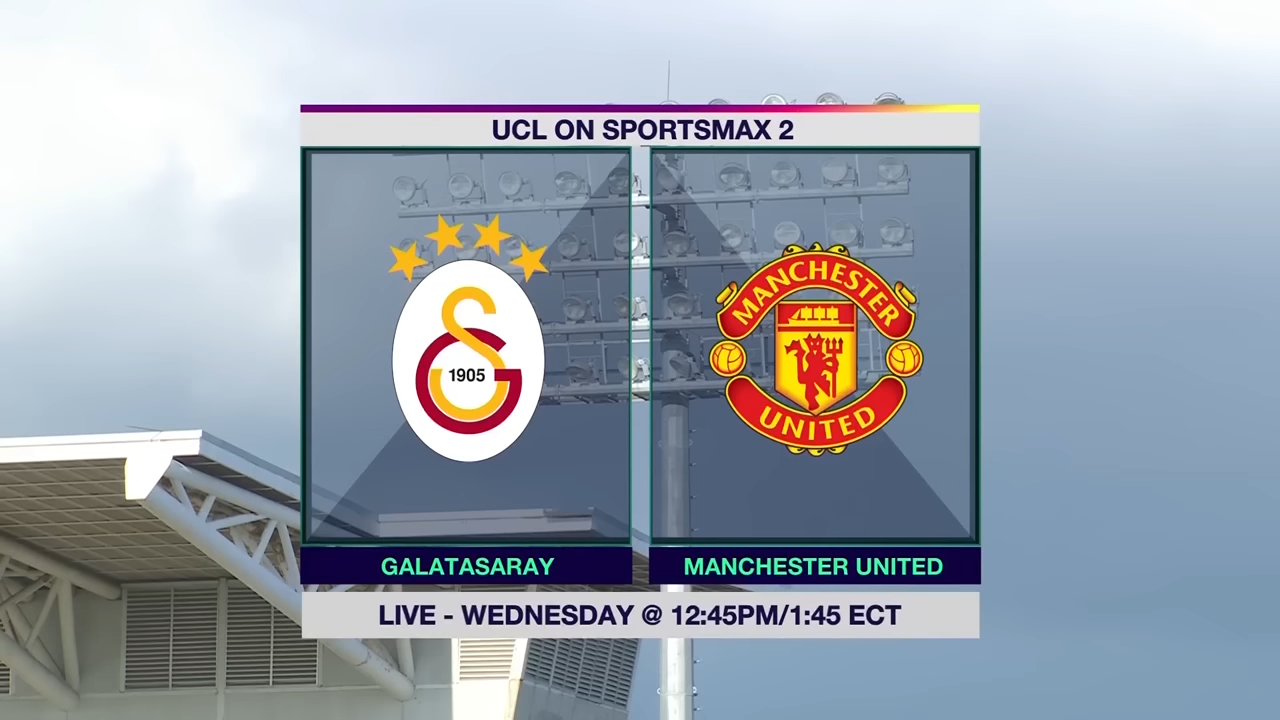 UCL ON SPORTSMAX 2
1905
MANCHESTER
UNITED
GALATASARAY
MANCHESTER UNITED
LIVE - WEDNESDAY @ 12:45PM/1:45 ECT